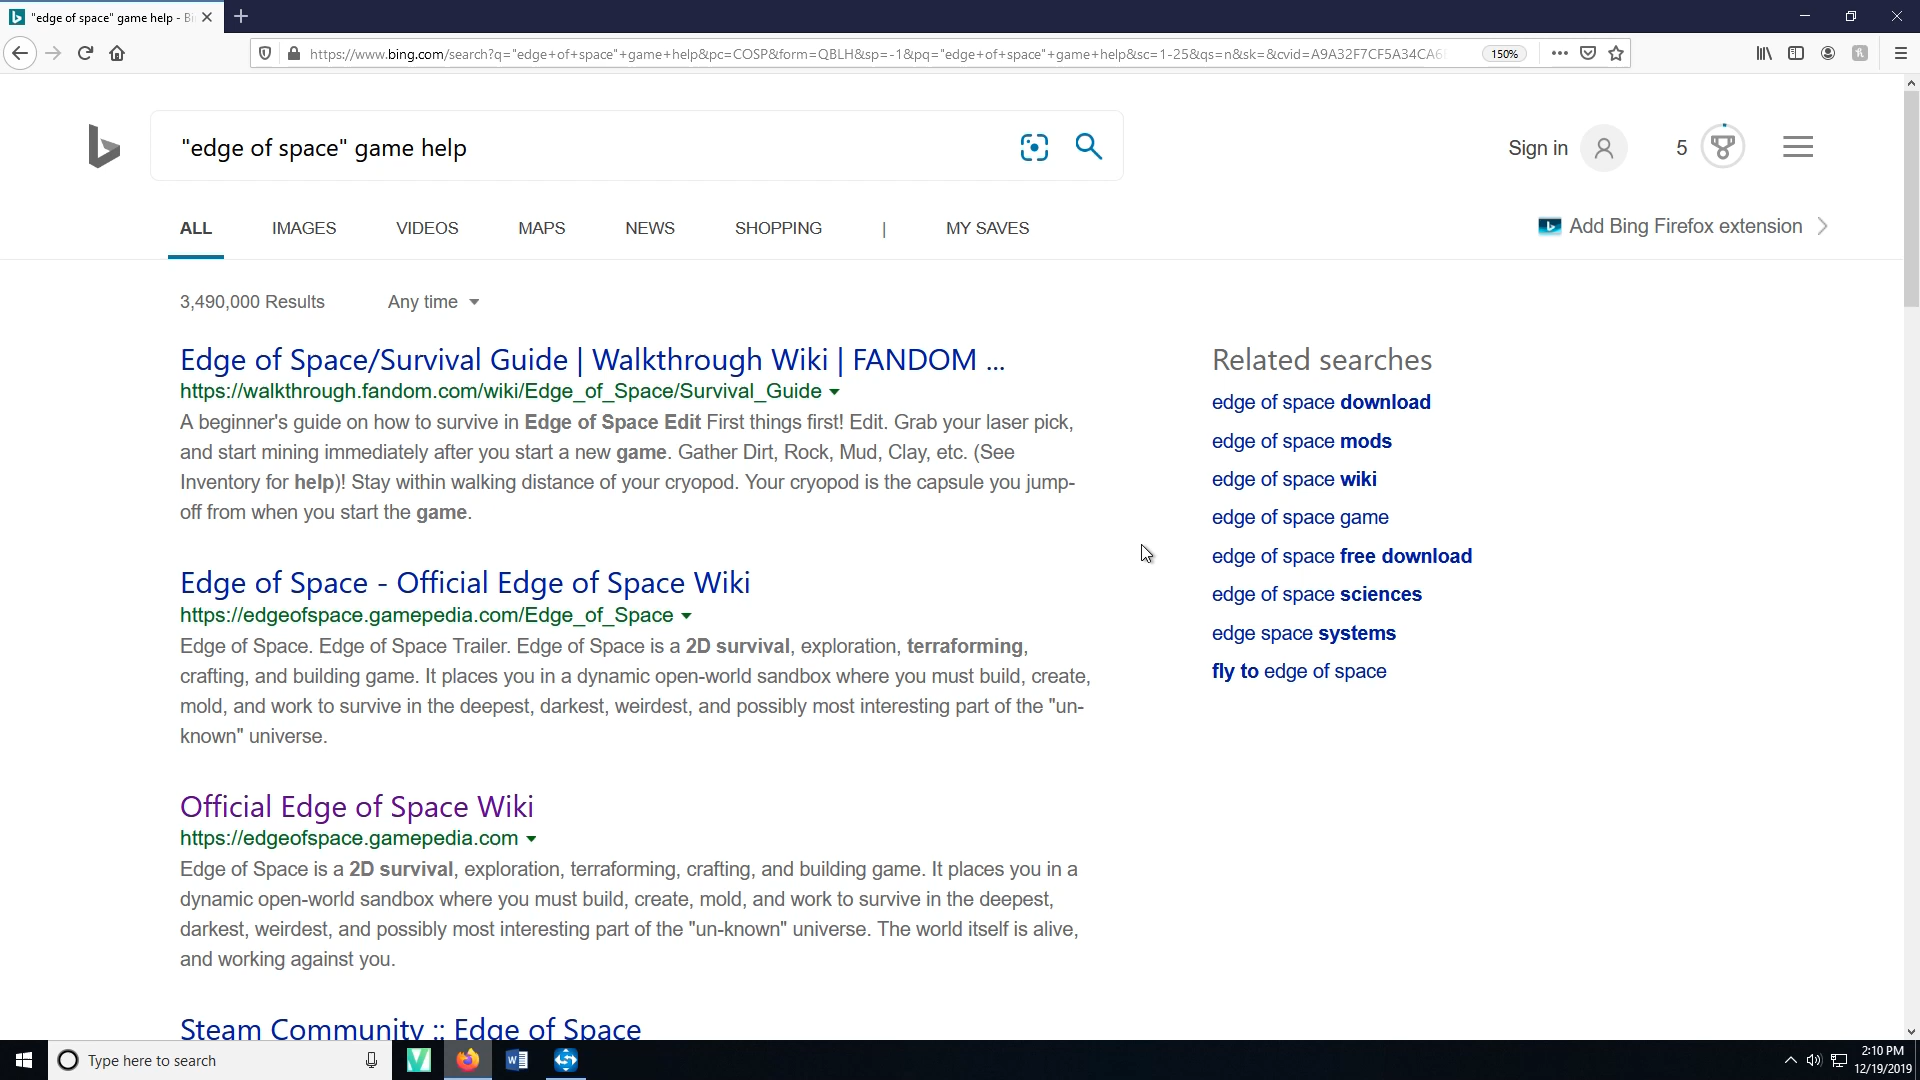 "edge of space" game help - Bi
https://www.bing.com/search?q="edge+of+space"+game+help&pc=COSP&form=QBLH&sp=-1&pq="edge+of+space"+game+help&sc=1-25&qs=n&sk=&cvid=A9A32F7CF5A34CA6
150%
"edge of space" game help
Sign in
5
ALL IMAGES VIDEOS MAPS NEWS SHOPPING | MY SAVES
Add Bing Firefox extension
3,490,000 Results Any time
Edge of Space/Survival Guide | Walkthrough Wiki | FANDOM ...
https://walkthrough.fandom.com/wiki/Edge_of_Space/Survival_Guide
A beginner's guide on how to survive in Edge of Space Edit First things first! Edit. Grab your laser pick,
and start mining immediately after you start a new game. Gather Dirt, Rock, Mud, Clay, etc. (See
Inventory for help)! Stay within walking distance of your cryopod. Your cryopod is the capsule you jump-
off from when you start the game.
Edge of Space - Official Edge of Space Wiki
https://edgeofspace.gamepedia.com/Edge_of_Space
Edge of Space. Edge of Space Trailer. Edge of Space is a 2D survival, exploration, terraforming,
crafting, and building game. It places you in a dynamic open-world sandbox where you must build, create,
mold, and work to survive in the deepest, darkest, weirdest, and possibly most interesting part of the "un-
known" universe.
Official Edge of Space Wiki
https://edgeofspace.gamepedia.com
Edge of Space is a 2D survival, exploration, terraforming, crafting, and building game. It places you in a
dynamic open-world sandbox where you must build, create, mold, and work to survive in the deepest,
darkest, weirdest, and possibly most interesting part of the "un-known" universe. The world itself is alive,
and working against you.
Steam Community :: Edge of Space
Related searches
edge of space download
edge of space mods
edge of space wiki
edge of space game
edge of space free download
edge of space sciences
edge space systems
fly to edge of space
Type here to search
2:10 PM
12/19/2019